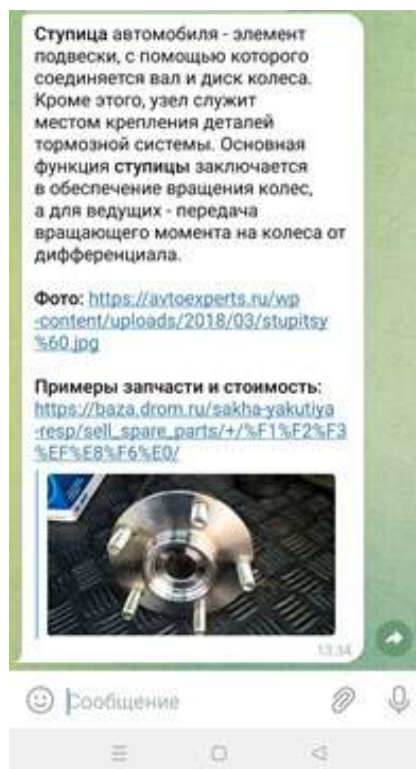 Ступица автомобиля - элемент
подвески, с помощью которого
соединяется вал и диск колеса.
Кроме этого, узел служит
местом крепления деталей
тормозной системы. Основная
функция ступицы заключается
в обеспечение вращения колес,
а для ведущих - передача
вращающего момента на колеса от
дифференциала.
Фото: https://avtoexperts.ru/wp
-content/uploads/2018/03/stupitsy
%60.jpg
Примеры запчасти и стоимость:
https://baza.drom.ru/sakha-yakutiya
-resp/sell_spare_parts/+/%F1%F2%F3
%EF%E8%F6%E0/
13:34
Сообщение